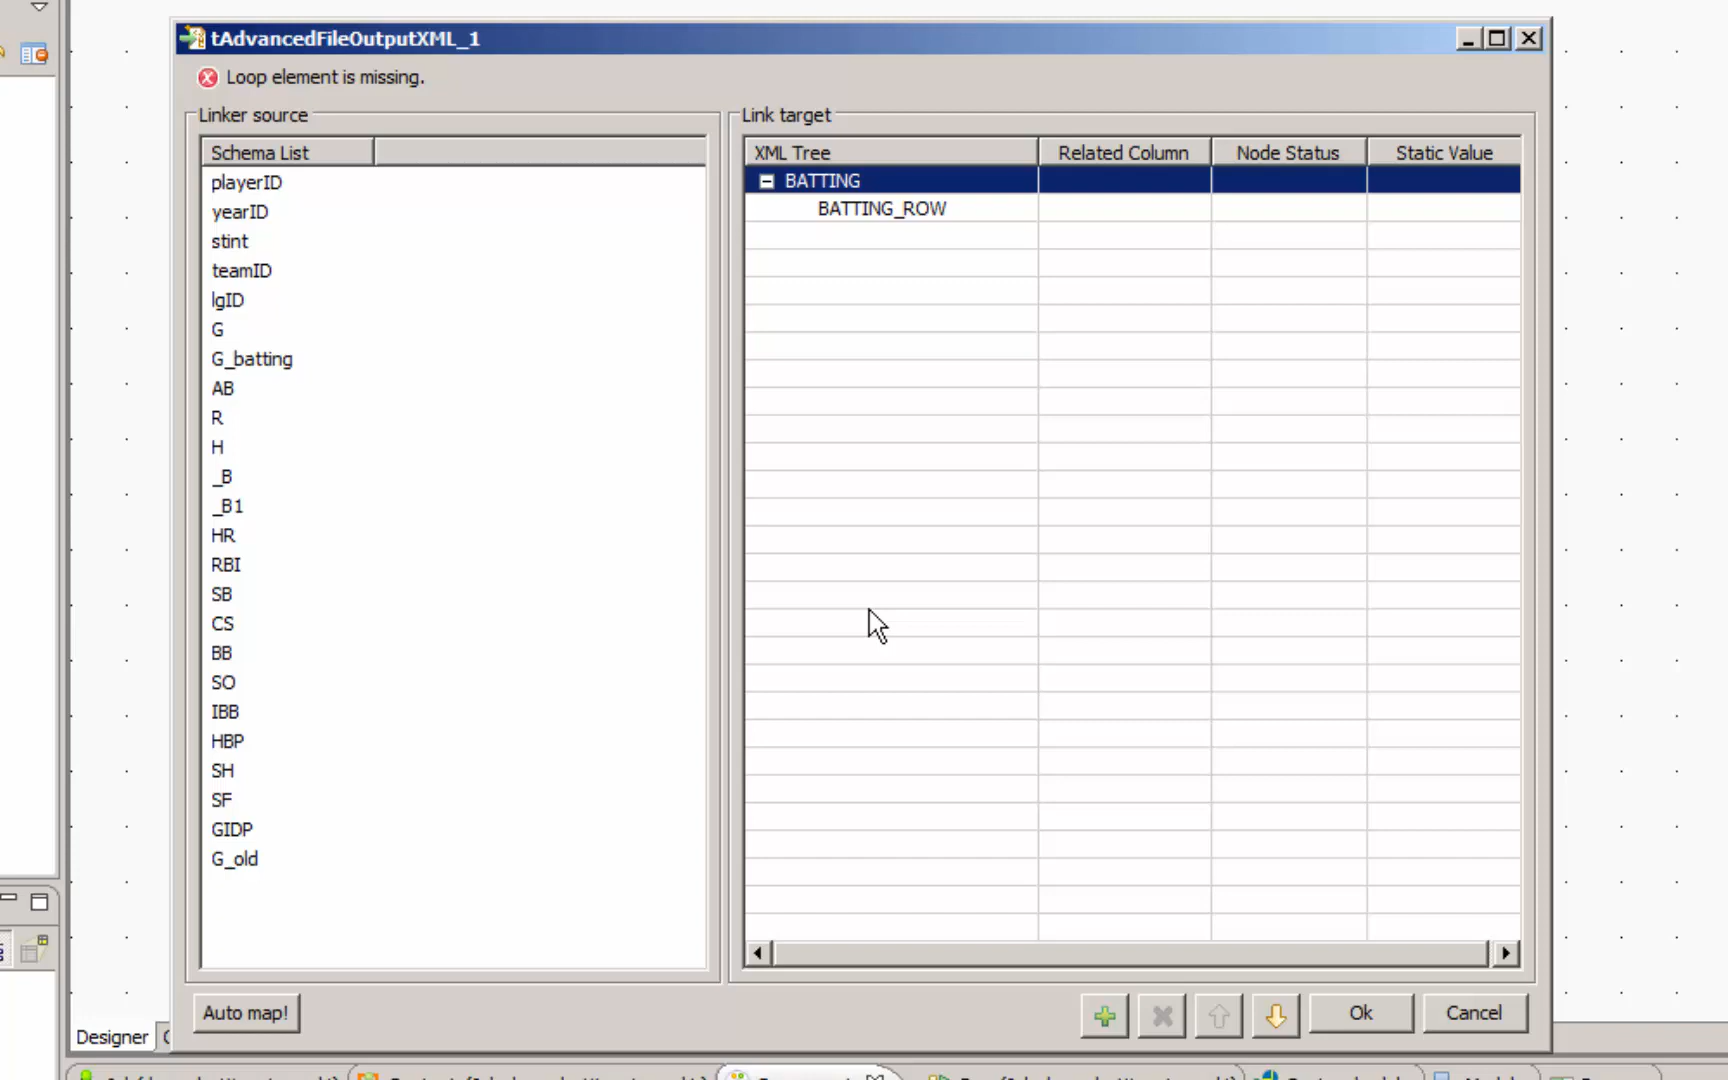 tAdvancedFileOutputXML_1
Loop element is missing.
Linker source
Link target
Schema List
XML Tree Related Column Node Status Static Value
playerID
yearID
stint
teamID
lgID
G
G_batting
AB
R
H
_B
_B1
HR
RBI
SB
CS
BB
SO
IBB
HBP
SH
SF
GIDP
G_old
BATTING
BATTING_ROW
Auto map!
Ok
Cancel
Designer